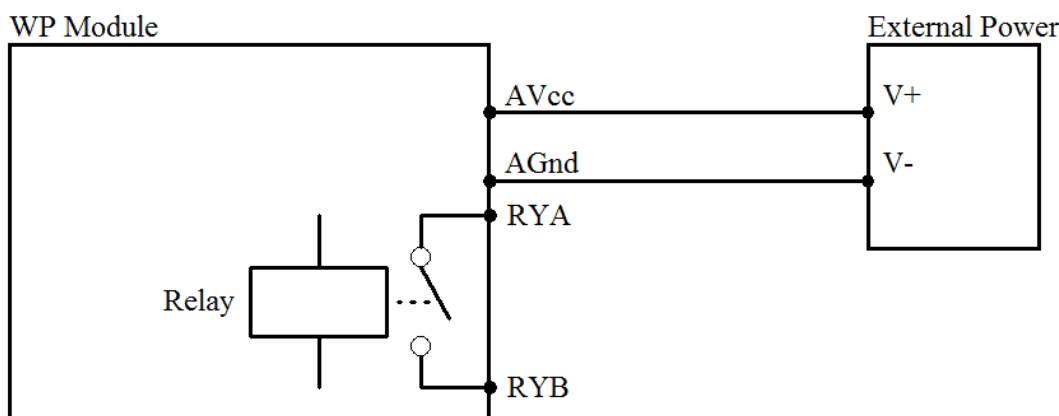 WP Module
External Power
AVcc
V+
AGnd
V-
RYA
Relay
RYB